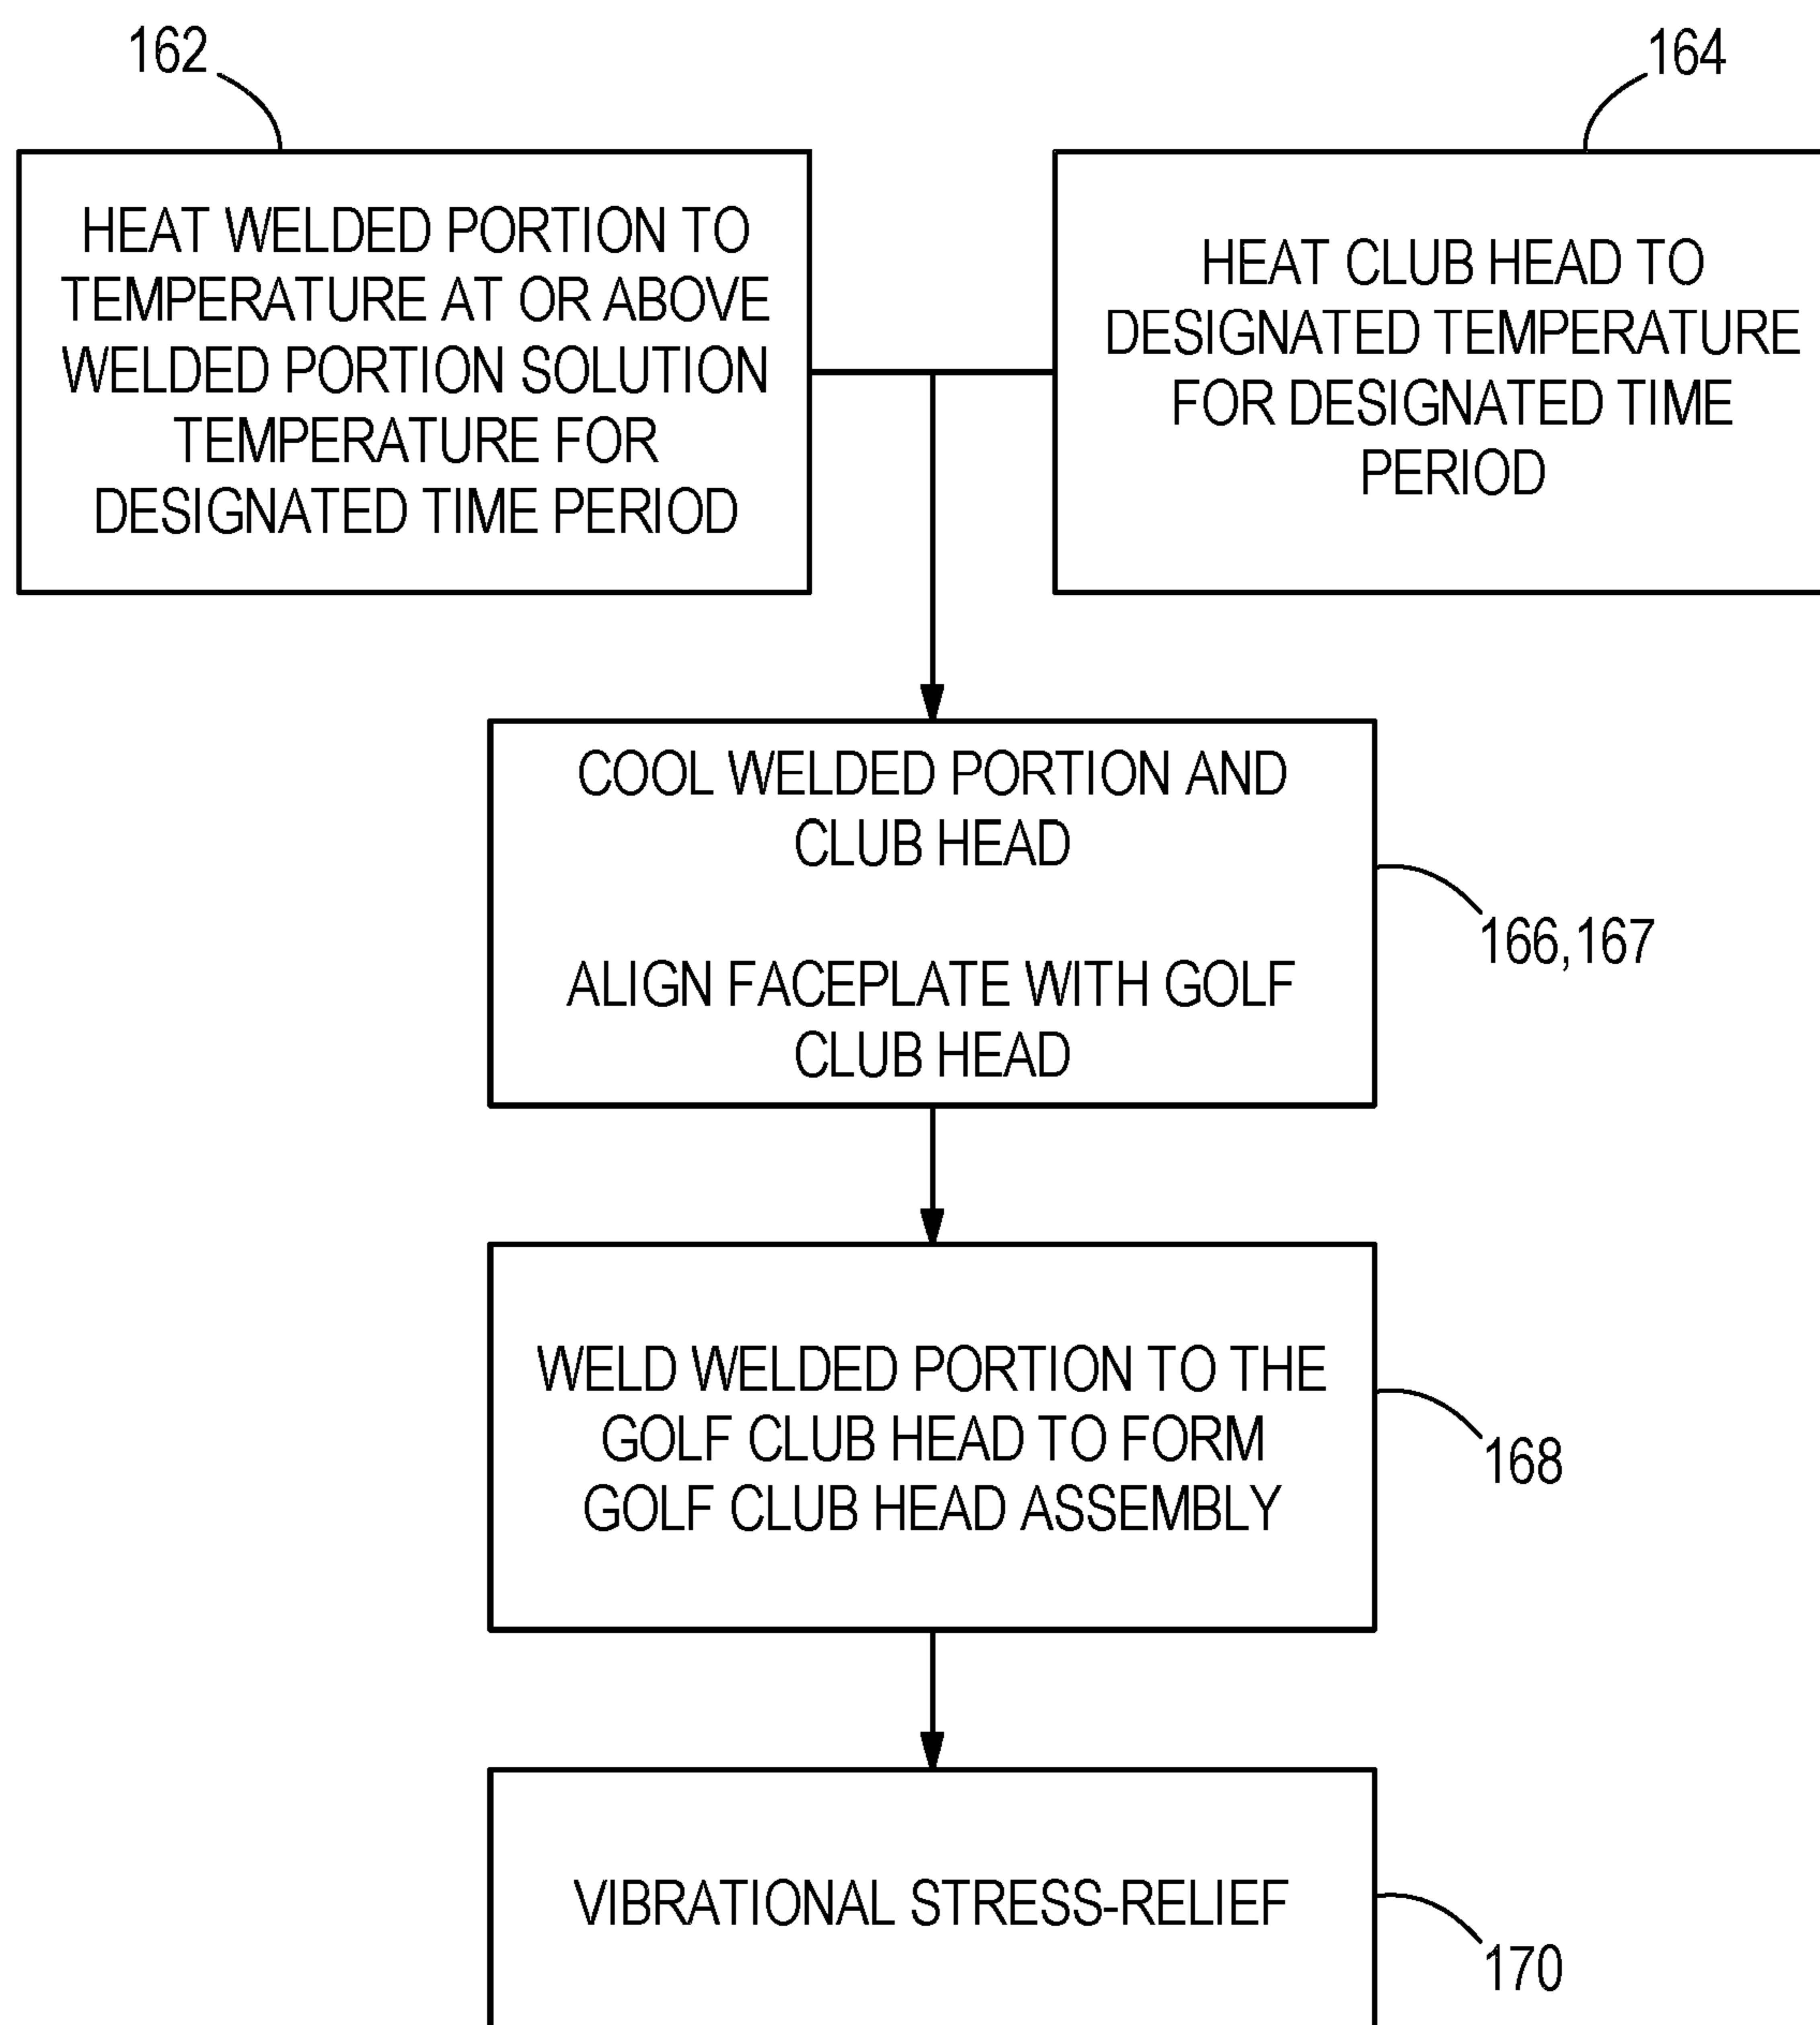 162
164
HEAT WELDED PORTION TO
TEMPERATURE AT OR ABOVE
WELDED PORTION SOLUTION
TEMPERATURE FOR
DESIGNATED TIME PERIOD
HEAT CLUB HEAD TO
DESIGNATED TEMPERATURE
FOR DESIGNATED TIME
PERIOD
COOL WELDED PORTION AND
CLUB HEAD
ALIGN FACEPLATE WITH GOLF
CLUB HEAD
166,167
WELD WELDED PORTION TO THE
GOLF CLUB HEAD TO FORM
GOLF CLUB HEAD ASSEMBLY
168
VIBRATIONAL STRESS-RELIEF
170